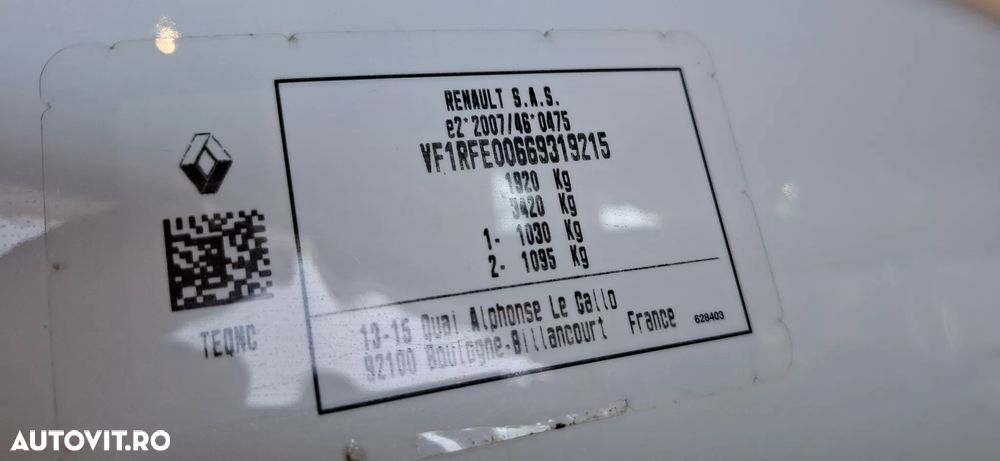 RENAULT S.A.S.
e2*2007/46*0475
VF1RFE00669319215
1920 Kg
3420 Kg
1- 1030 Kg
2- 1095 Kg
TEQNC
13-15 Quai Alphonse Le Gallo
92100 Boulogne-Billancourt France
628403
AUTOVIT.RO